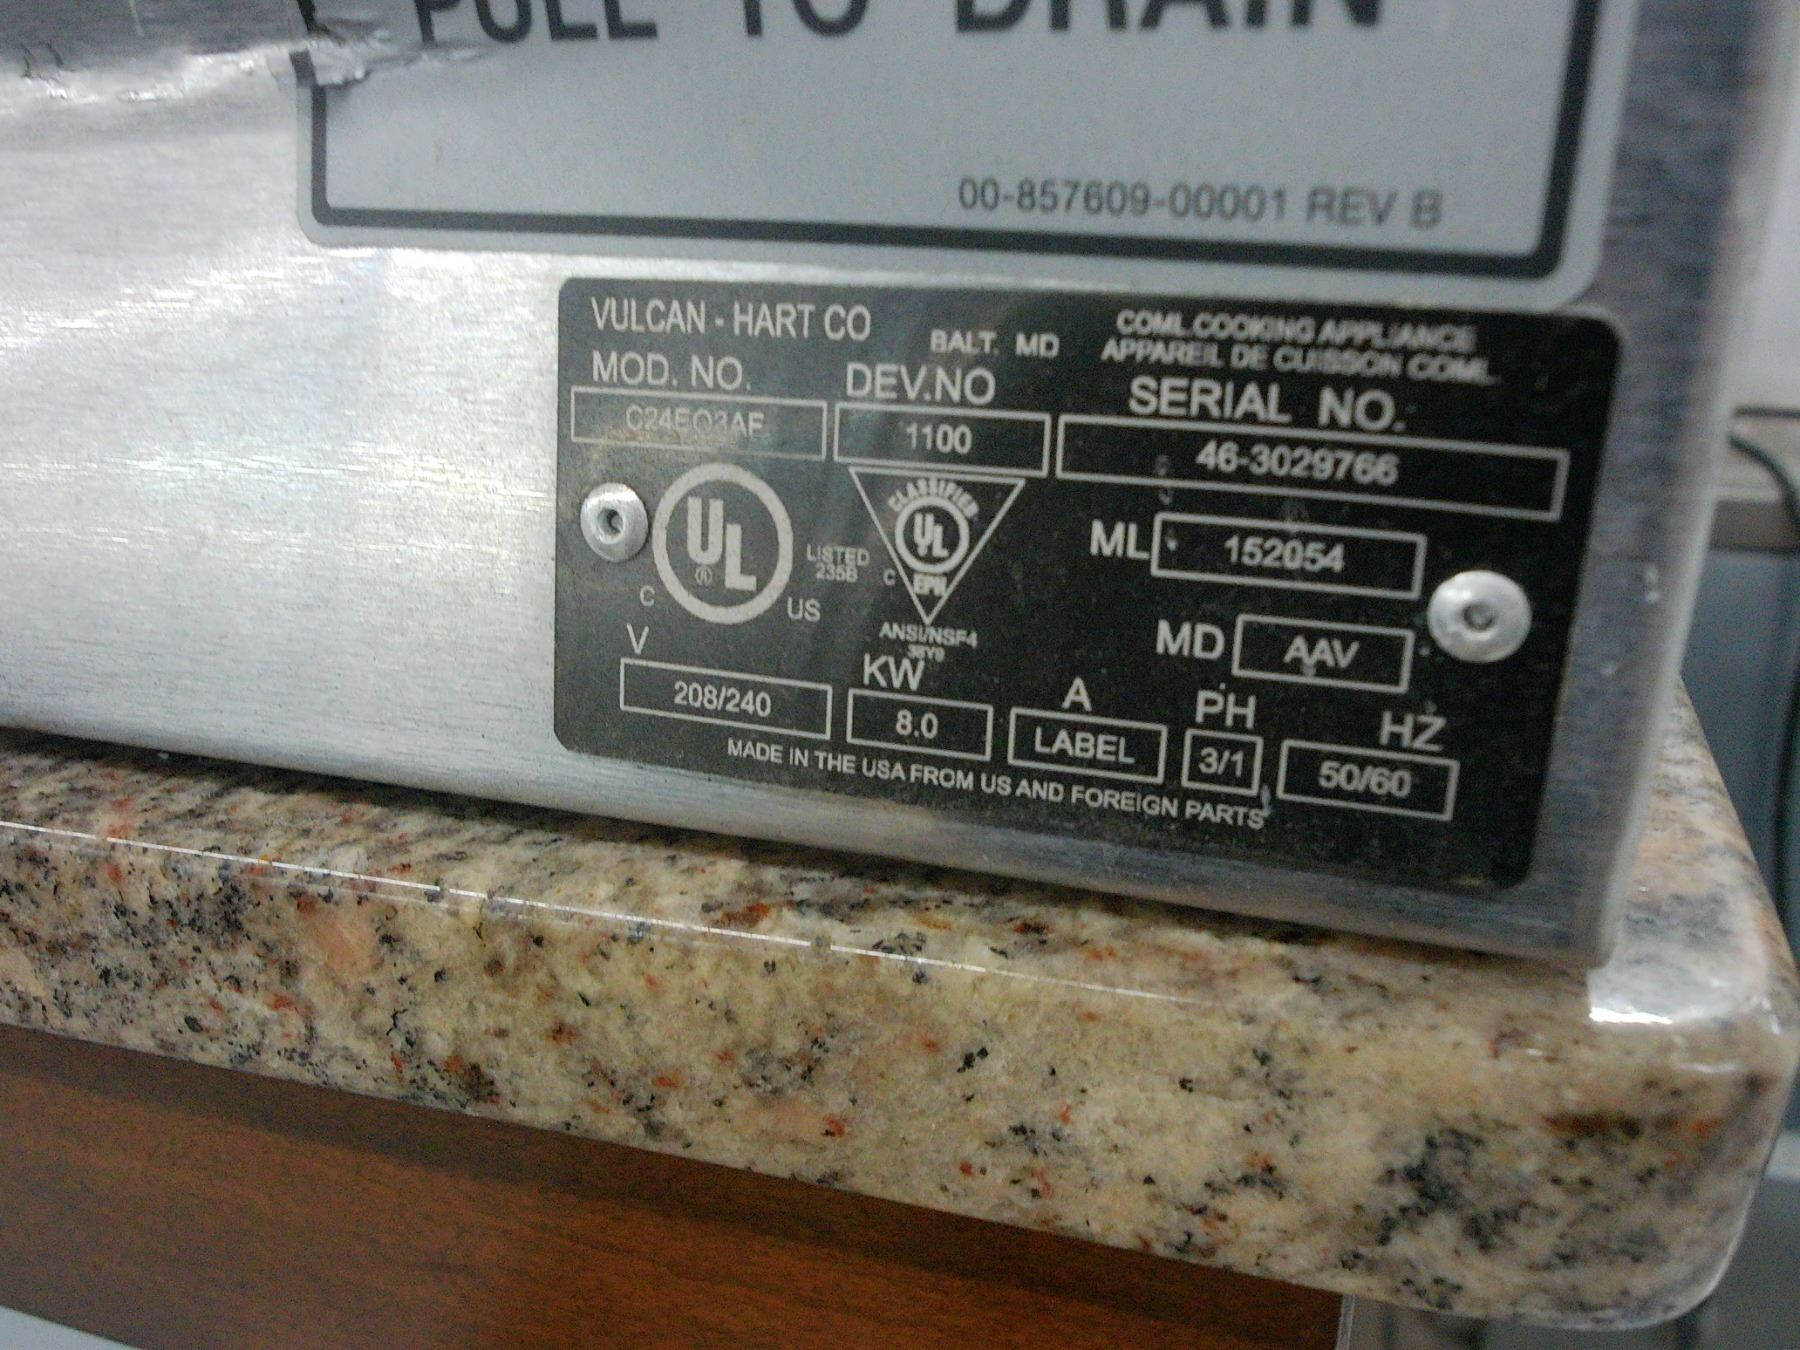 PULL TO DRAIN
00-857609-00001 REV B
VULCAN - HART CO
BALT. MD
COML.COOKING APPLIANCE
APPAREIL DE CUISSON COML.
MOD. NO.
DEV.NO
SERIAL NO.
C24EO3AF
1100
46-3029766
UL
®
C
US
LISTED
235B
CLASSIFIED
UL
C
EPH
ANSI/NSF4
38Y9
ML
152054
MD
AAV
V
KW
A
PH
HZ
208/240
8.0
LABEL
3/1
50/60
MADE IN THE USA FROM US AND FOREIGN PARTS